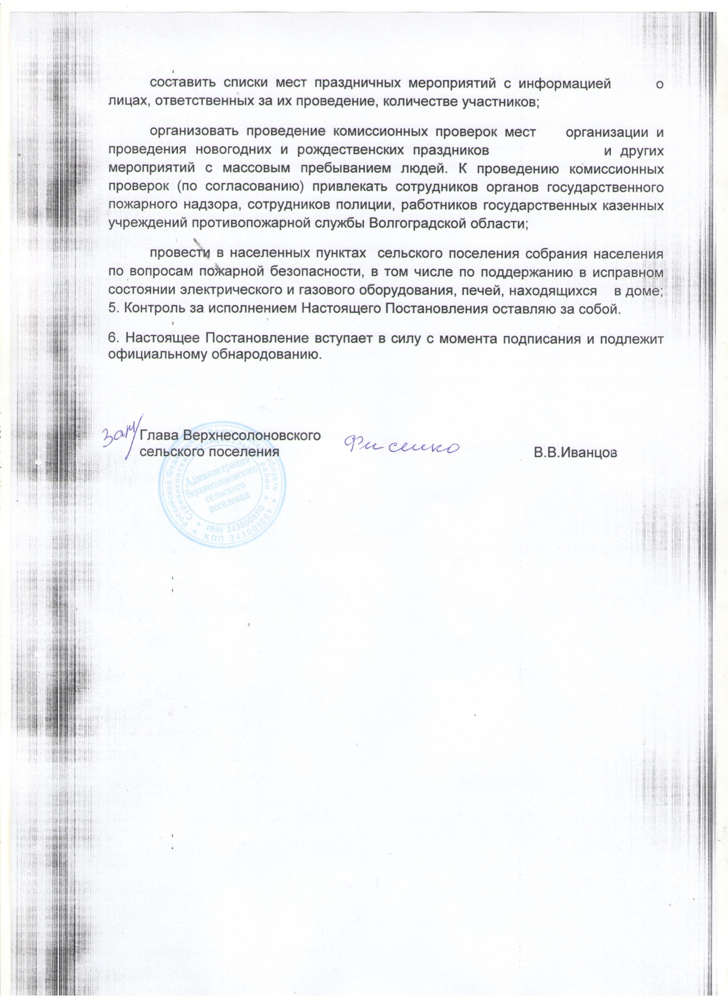 составить списки мест праздничных мероприятий с информацией о
лицах, ответственных за их проведение, количестве участников;
организовать проведение комиссионных проверок мест организации и
проведения новогодних и рождественских праздников и других
мероприятий с массовым пребыванием людей. К проведению комиссионных
проверок (по согласованию) привлекать сотрудников органов государственного
пожарного надзора, сотрудников полиции, работников государственных казенных
учреждений противопожарной службы Волгоградской области;
провести в населенных пунктах сельского поселения собрания населения
по вопросам пожарной безопасности, в том числе по поддержанию в исправном
состоянии электрического и газового оборудования, печей, находящихся в доме;
5. Контроль за исполнением Настоящего Постановления оставляю за собой.
6. Настоящее Постановление вступает в силу с момента подписания и подлежит
официальному обнародованию.
зам/ Глава Верхнесолоновского
сельского поселения Фисенко В.В.Иванцов
Российская Федерация Волгоградская область
Суровикинский муниципальный район
Администрация
Верхнесолоновского
сельского
поселения
* ИНН 3430008110 *
* КПП 343001001 *